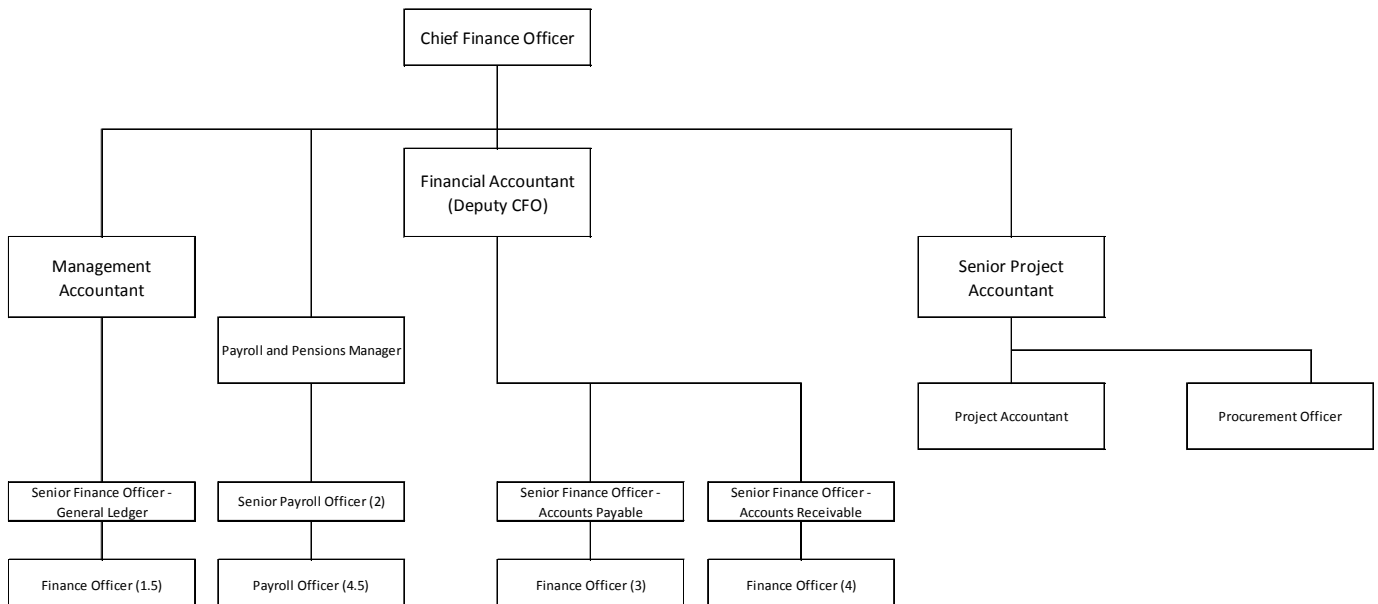 Chief Finance Officer
Financial Accountant
(Deputy CFO)
Management
Accountant
Senior Project
Accountant
Payroll and Pensions Manager
Project Accountant
Procurement Officer
Senior Finance Officer -
General Ledger
Senior Payroll Officer (2)
Senior Finance Officer -
Accounts Payable
Senior Finance Officer -
Accounts Receivable
Finance Officer (1.5)
Payroll Officer (4.5)
Finance Officer (3)
Finance Officer (4)